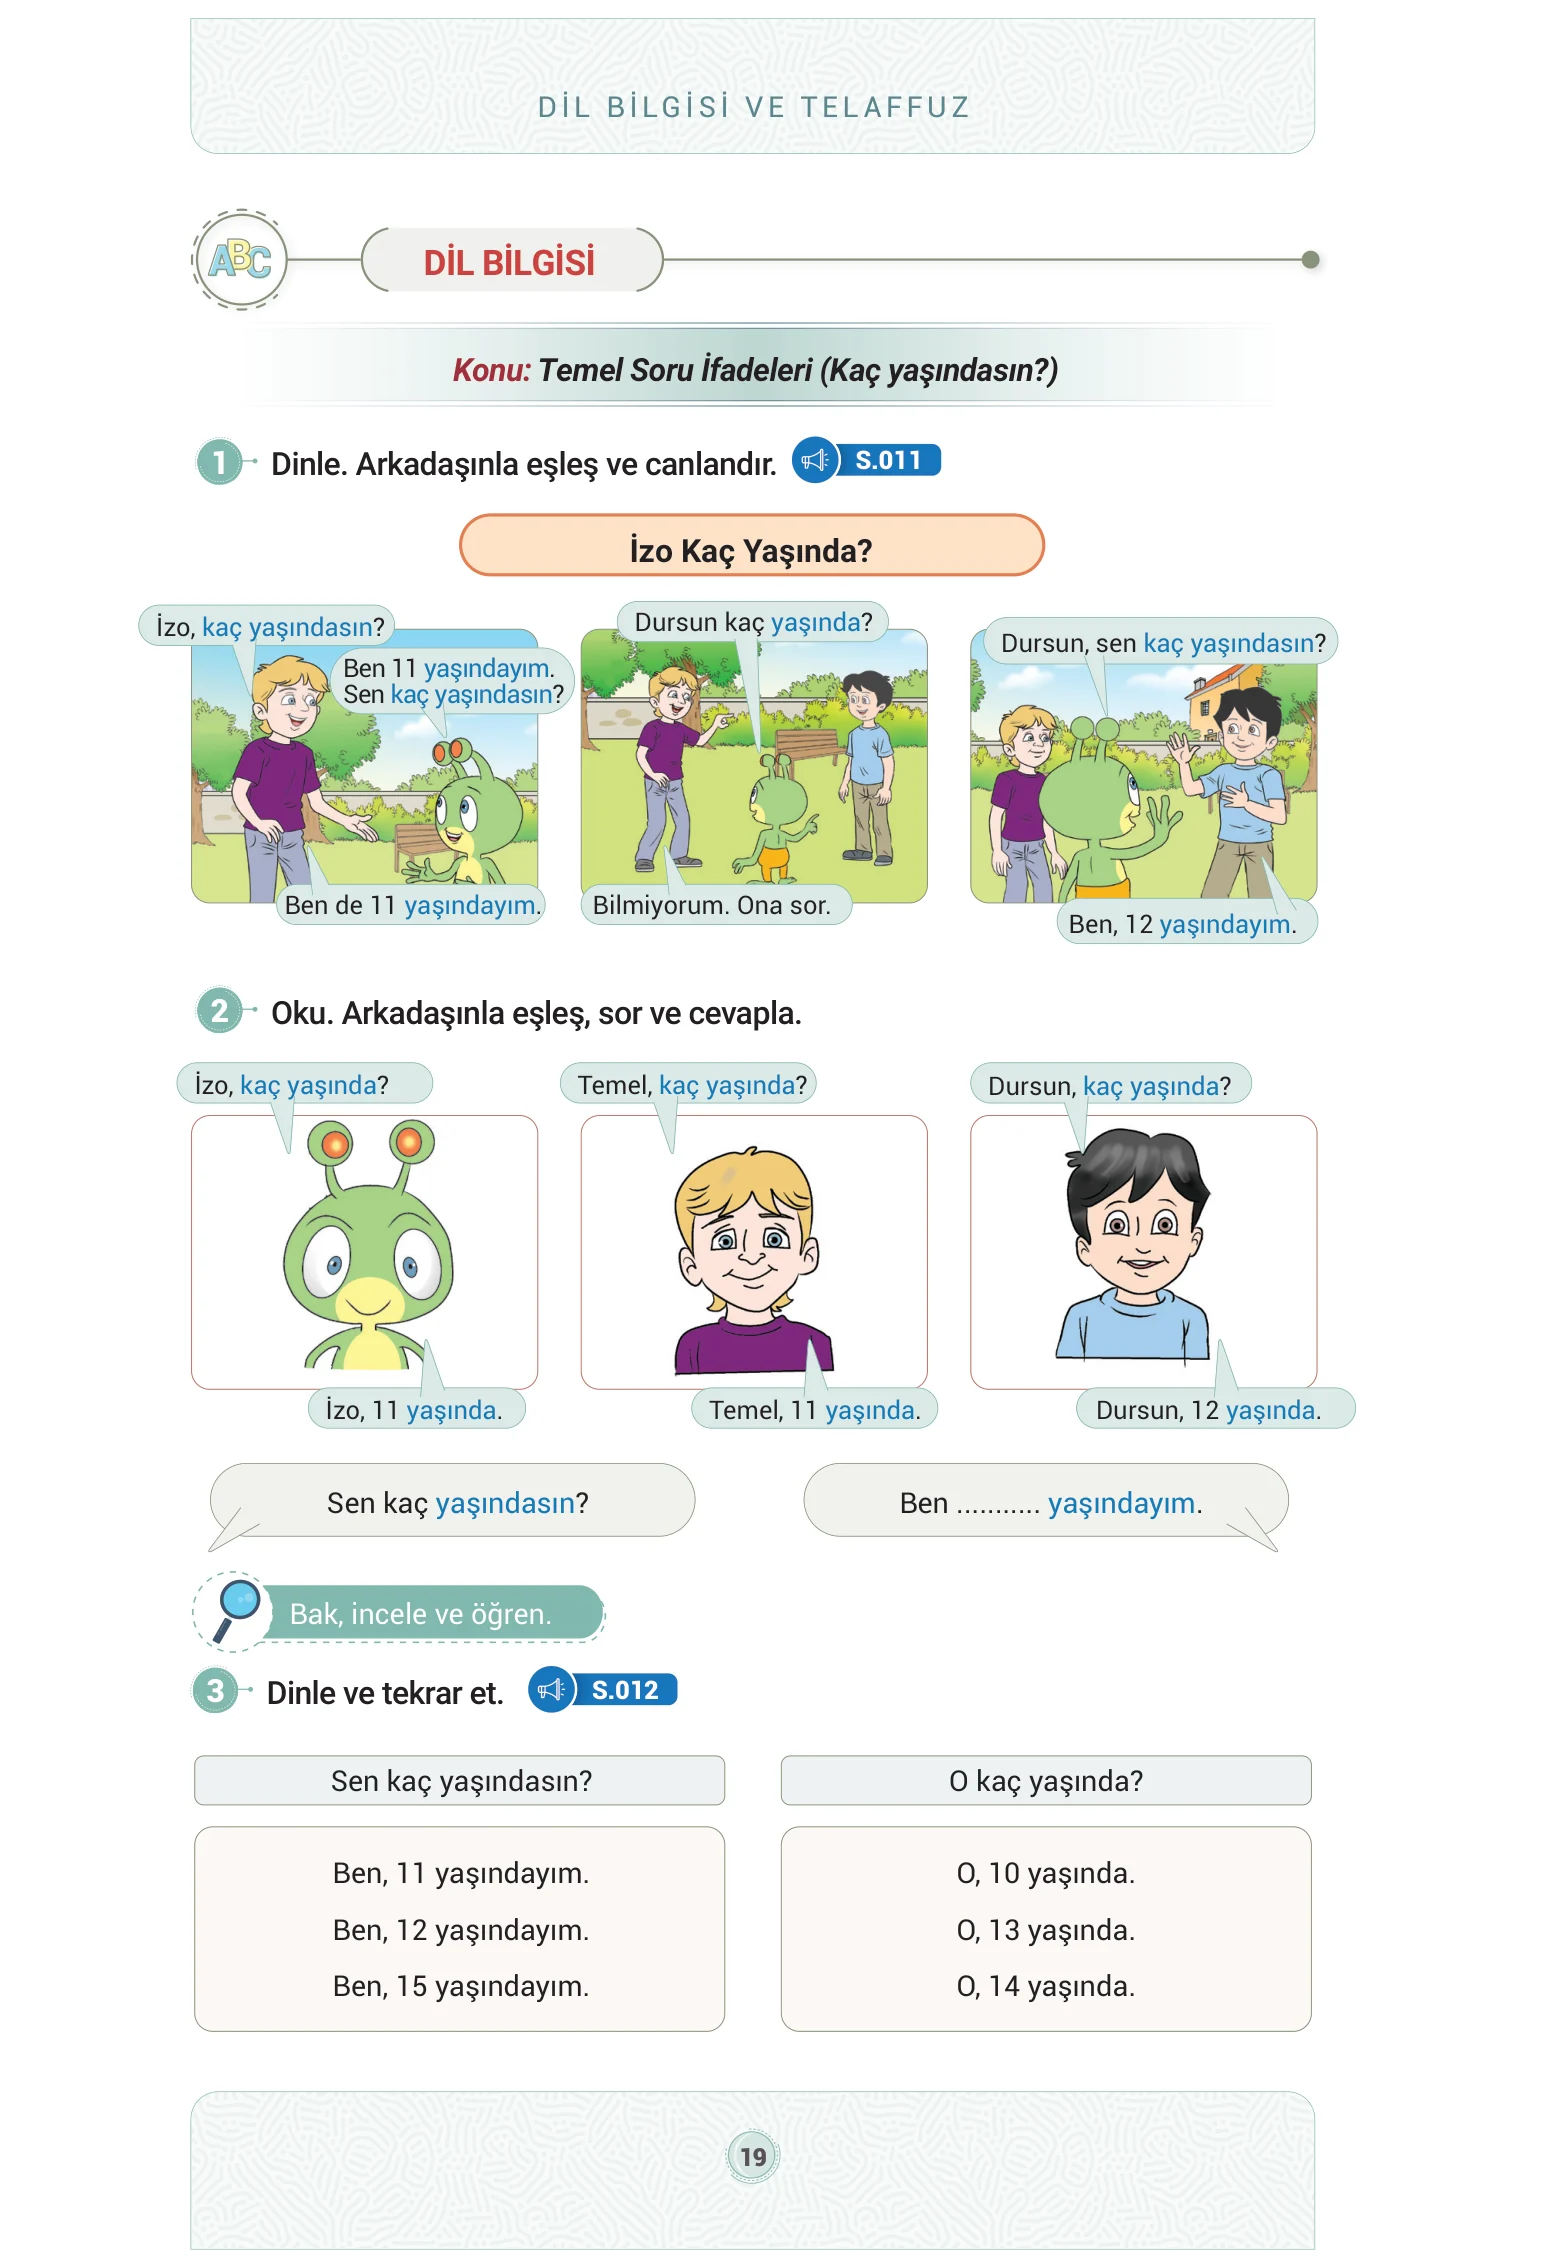 DİL BİLGİSİ VE TELAFFUZ
ABC
DİL BİLGİSİ
Konu: Temel Soru İfadeleri (Kaç yaşındasın?)
1 Dinle. Arkadaşınla eşleş ve canlandır. S.011
İzo Kaç Yaşında?
İzo, kaç yaşındasın?
Ben 11 yaşındayım.
Sen kaç yaşındasın?
Ben de 11 yaşındayım.
Dursun kaç yaşında?
Bilmiyorum. Ona sor.
Dursun, sen kaç yaşındasın?
Ben, 12 yaşındayım.
2 Oku. Arkadaşınla eşleş, sor ve cevapla.
İzo, kaç yaşında?
İzo, 11 yaşında.
Temel, kaç yaşında?
Temel, 11 yaşında.
Dursun, kaç yaşında?
Dursun, 12 yaşında.
Sen kaç yaşındasın?
Ben ........... yaşındayım.
Bak, incele ve öğren.
3 Dinle ve tekrar et. S.012
Sen kaç yaşındasın?
Ben, 11 yaşındayım.
Ben, 12 yaşındayım.
Ben, 15 yaşındayım.
O kaç yaşında?
O, 10 yaşında.
O, 13 yaşında.
O, 14 yaşında.
19